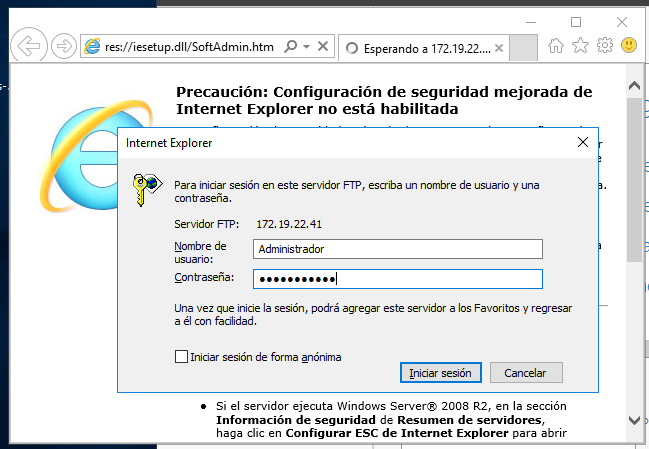 res://iesetup.dll/SoftAdmin.htm
Esperando a 172.19.22....
Precaución: Configuración de seguridad mejorada de
Internet Explorer no está habilitada
Internet Explorer
Para iniciar sesión en este servidor FTP, escriba un nombre de usuario y una
contraseña.
Servidor FTP: 172.19.22.41
Nombre de
usuario:
Administrador
Contraseña:
●●●●●●●●●●●
Una vez que inicie la sesión, podrá agregar este servidor a los Favoritos y regresar
a él con facilidad.
Iniciar sesión de forma anónima
Iniciar sesión
Cancelar
• Si el servidor ejecuta Windows Server® 2008 R2, en la sección
Información de seguridad de Resumen de servidores,
haga clic en Configurar ESC de Internet Explorer para abrir